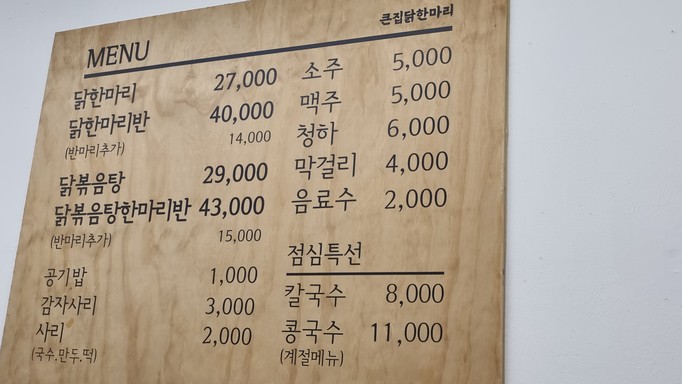 큰집닭한마리
MENU
닭한마리 27,000
닭한마리반 40,000
(반마리추가) 14,000
닭볶음탕 29,000
닭볶음탕한마리반 43,000
(반마리추가) 15,000
공기밥 1,000
감자사리 3,000
사리 2,000
(국수.만두.떡)
소주 5,000
맥주 5,000
청하 6,000
막걸리 4,000
음료수 2,000
점심특선
칼국수 8,000
콩국수 11,000
(계절메뉴)